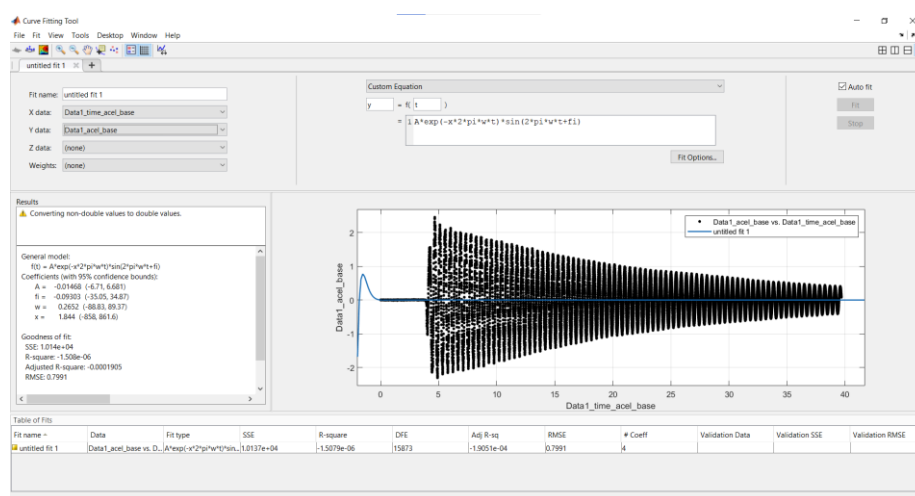 Curve Fitting Tool
File Fit View Tools Desktop Window Help
untitled fit 1
Fit name: untitled fit 1
X data: Data1_time_acel_base
Y data: Data1_acel_base
Z data: (none)
Weights: (none)
Custom Equation
y = f( t )
= 1 A*exp(-x*2*pi*w*t)*sin(2*pi*w*t+fi)
Fit Options...
Auto fit
Fit
Stop
Results
Converting non-double values to double values.
General model:
f(t) = A*exp(-x*2*pi*w*t)*sin(2*pi*w*t+fi)
Coefficients (with 95% confidence bounds):
A = -0.01468 (-6.71, 6.681)
fi = -0.09303 (-35.05, 34.87)
w = 0.2652 (-88.83, 89.37)
x = 1.844 (-858, 861.6)
Goodness of fit:
SSE: 1.014e+04
R-square: -1.508e-06
Adjusted R-square: -0.0001905
RMSE: 0.7991
Data1_acel_base vs. Data1_time_acel_base
untitled fit 1
Data1_acel_base
2
1
0
-1
-2
0 5 10 15 20 25 30 35 40
Data1_time_acel_base
Table of Fits
Fit name Data Fit type SSE R-square DFE Adj R-sq RMSE # Coeff Validation Data Validation SSE Validation RMSE
untitled fit 1 Data1_acel_base vs. D... A*exp(-x*2*pi*w*t)*sin... 1.0137e+04 -1.5079e-06 15873 -1.9051e-04 0.7991 4